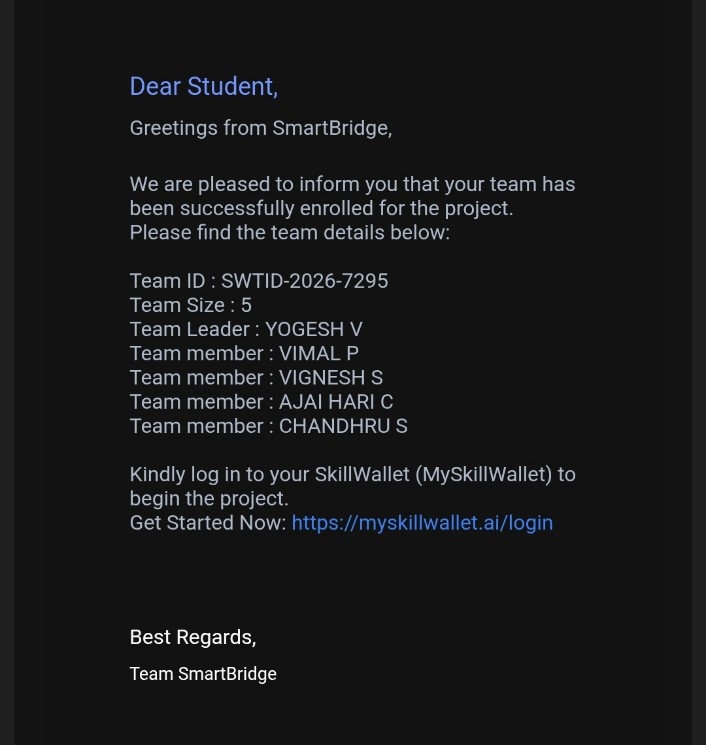 Dear Student,
Greetings from SmartBridge,
We are pleased to inform you that your team has
been successfully enrolled for the project.
Please find the team details below:
Team ID : SWTID-2026-7295
Team Size : 5
Team Leader : YOGESH V
Team member : VIMAL P
Team member : VIGNESH S
Team member : AJAI HARI C
Team member : CHANDHRU S
Kindly log in to your SkillWallet (MySkillWallet) to
begin the project.
Get Started Now: https://myskillwallet.ai/login
Best Regards,
Team SmartBridge